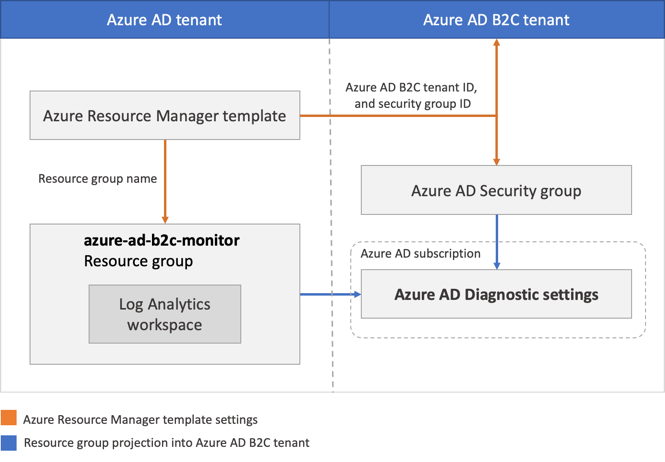 Azure AD tenant
Azure AD B2C tenant
Azure AD B2C tenant ID,
and security group ID
Azure Resource Manager template
Resource group name
Azure AD Security group
azure-ad-b2c-monitor
Resource group
Azure AD subscription
Log Analytics
workspace
Azure AD Diagnostic settings
Azure Resource Manager template settings
Resource group projection into Azure AD B2C tenant